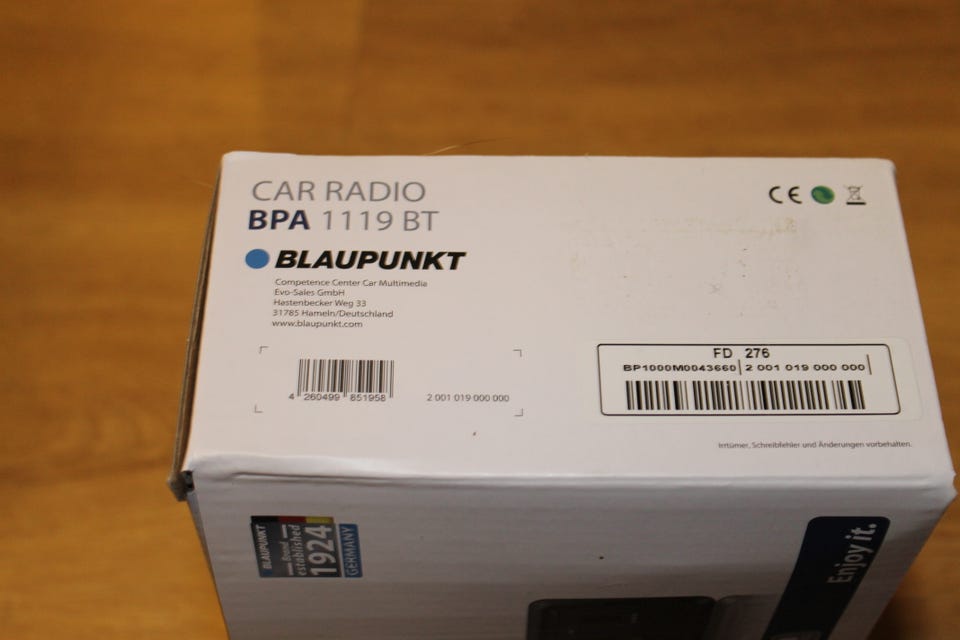 CAR RADIO
BPA 1119 BT
BLAUPUNKT
Competence Center Car Multimedia
Evo-Sales GmbH
Hastenbecker Weg 33
31785 Hameln/Deutschland
www.blaupunkt.com
4 260499 851958
2 001 019 000 000
CE
FD 276
BP1000M0043660 2 001 019 000 000
Irrtümer, Schreibfehler und Änderungen vorbehalten.
BLAUPUNKT
Brand
established
1924
GERMANY
Enjoy it.